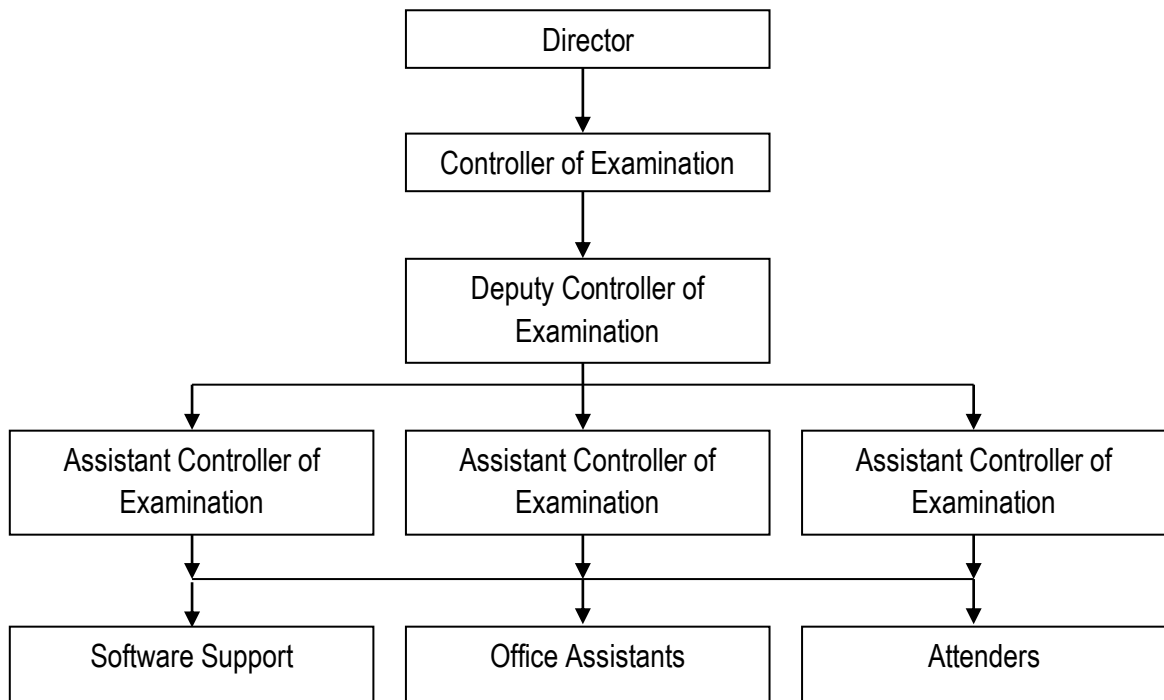 Director
Controller of Examination
Deputy Controller of
Examination
Assistant Controller of
Examination
Assistant Controller of
Examination
Assistant Controller of
Examination
Software Support
Office Assistants
Attenders